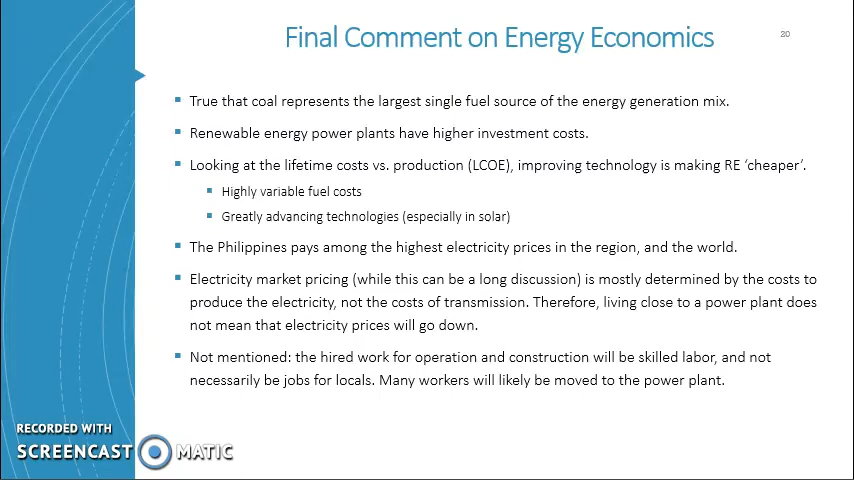 Final Comment on Energy Economics
20
True that coal represents the largest single fuel source of the energy generation mix.
Renewable energy power plants have higher investment costs.
Looking at the lifetime costs vs. production (LCOE), improving technology is making RE ‘cheaper’.
Highly variable fuel costs
Greatly advancing technologies (especially in solar)
The Philippines pays among the highest electricity prices in the region, and the world.
Electricity market pricing (while this can be a long discussion) is mostly determined by the costs to
produce the electricity, not the costs of transmission. Therefore, living close to a power plant does
not mean that electricity prices will go down.
Not mentioned: the hired work for operation and construction will be skilled labor, and not
necessarily be jobs for locals. Many workers will likely be moved to the power plant.
RECORDED WITH
SCREENCAST MATIC